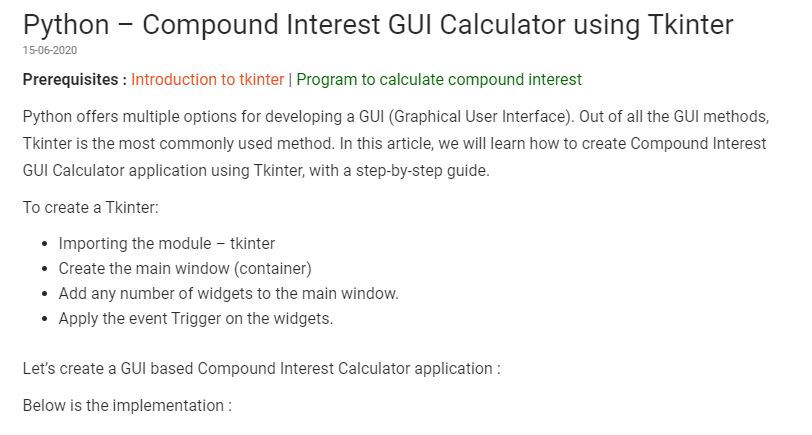 Python – Compound Interest GUI Calculator using Tkinter
15-06-2020
Prerequisites : Introduction to tkinter | Program to calculate compound interest
Python offers multiple options for developing a GUI (Graphical User Interface). Out of all the GUI methods,
Tkinter is the most commonly used method. In this article, we will learn how to create Compound Interest
GUI Calculator application using Tkinter, with a step-by-step guide.
To create a Tkinter:
• Importing the module – tkinter
• Create the main window (container)
• Add any number of widgets to the main window.
• Apply the event Trigger on the widgets.
Let’s create a GUI based Compound Interest Calculator application :
Below is the implementation :